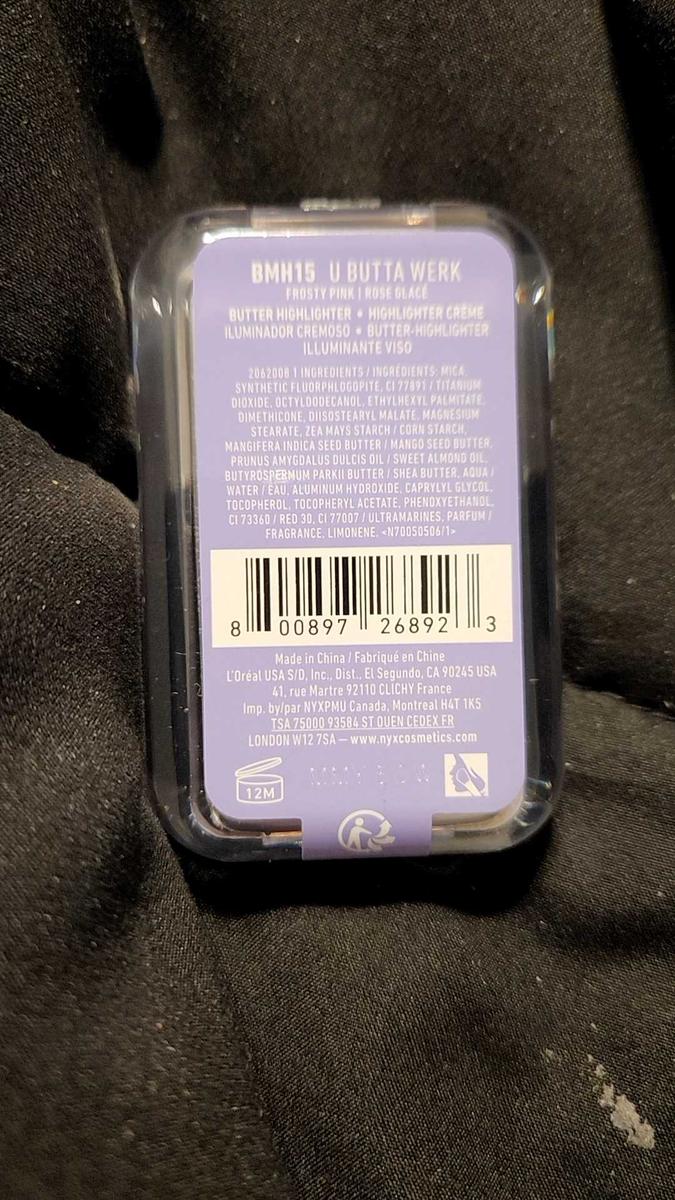 BMH15 U BUTTA WERK
FROSTY PINK | ROSE GLACÉ
BUTTER HIGHLIGHTER • HIGHLIGHTER CRÈME
ILUMINADOR CREMOSO • BUTTER-HIGHLIGHTER
ILLUMINANTE VISO
2062008 1 INGREDIENTS / INGRÉDIENTS: MICA,
SYNTHETIC FLUORPHLOGOPITE, CI 77891 / TITANIUM
DIOXIDE, OCTYLDODECANOL, ETHYLHEXYL PALMITATE,
DIMETHICONE, DIISOSTEARYL MALATE, MAGNESIUM
STEARATE, ZEA MAYS STARCH / CORN STARCH,
MANGIFERA INDICA SEED BUTTER / MANGO SEED BUTTER,
PRUNUS AMYGDALUS DULCIS OIL / SWEET ALMOND OIL,
BUTYROSPERMUM PARKII BUTTER / SHEA BUTTER, AQUA /
WATER / EAU, ALUMINUM HYDROXIDE, CAPRYLYL GLYCOL,
TOCOPHEROL, TOCOPHERYL ACETATE, PHENOXYETHANOL,
CI 73360 / RED 30, CI 77007 / ULTRAMARINES, PARFUM /
FRAGRANCE, LIMONENE, <N70050506/1>
8 00897 26892 3
Made in China / Fabriqué en Chine
L'Oréal USA S/D, Inc., Dist., El Segundo, CA 90245 USA
41, rue Martre 92110 CLICHY France
Imp. by/par NYXPMU Canada, Montreal H4T 1K5
TSA 75000 93584 ST OUEN CEDEX FR
LONDON W12 7SA — www.nyxcosmetics.com
12M